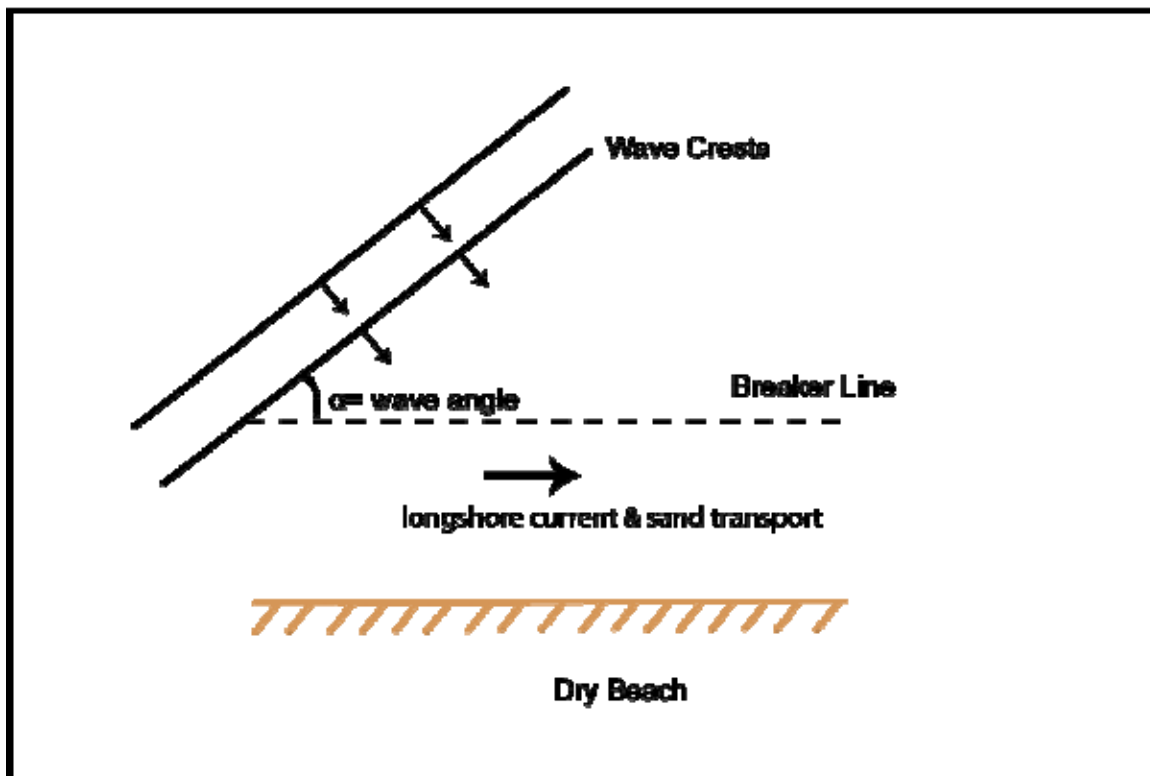 Wave Crests
Breaker Line
α= wave angle
longshore current & sand transport
Dry Beach